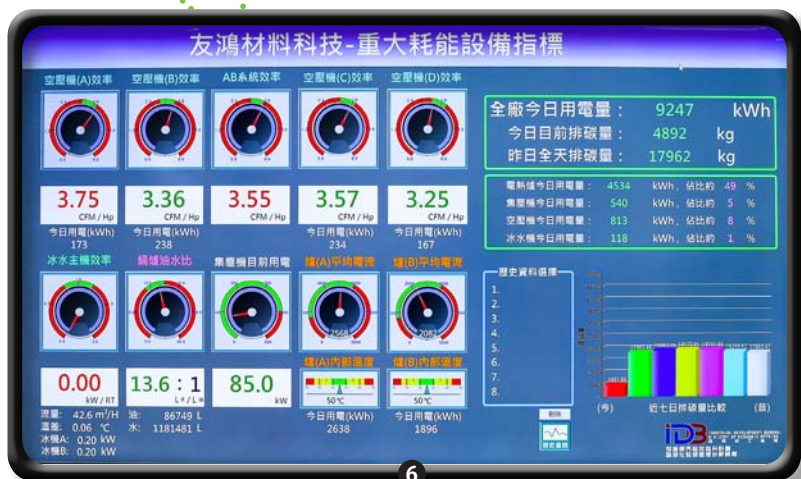 友鴻材料科技-重大耗能設備指標
空壓機(A)效率 空壓機(B)效率 AB系統效率 空壓機(C)效率 空壓機(D)效率
3.75 3.36 3.55 3.57 3.25
CFM / Hp CFM / Hp CFM / Hp CFM / Hp CFM / Hp
今日用電(kWh) 今日用電(kWh) 今日用電(kWh) 今日用電(kWh)
173 238 234 167
冰水主機效率 鍋爐油水比 集塵機目前用電 爐(A)平均電流 爐(B)平均電流
2568 2082
爐(A)內部溫度 爐(B)內部溫度
0.00 13.6 : 1 85.0
kW / RT kW
50℃ 50℃
流量: 42.6 m³/H 油: 86749 L
溫差: 0.06 ℃ 水: 1181481 L
冰機A: 0.20 kW
冰機B: 0.20 kW
今日用電(kWh) 今日用電(kWh)
2638 1896
全廠今日用電量: 9247 kWh
今日目前排碳量: 4892 kg
昨日全天排碳量: 17962 kg
電熱爐今日用電量: 4534 kWh, 佔比約 49 %
集塵機今日用電量: 540 kWh, 佔比約 5 %
空壓機今日用電量: 813 kWh, 佔比約 8 %
冰水機今日用電量: 118 kWh, 佔比約 1 %
歷史資料選擇
1.
2.
3.
4.
5.
6.
7.
8.
刪除
(今) 近七日排碳量比較 (昔)
IDB
6